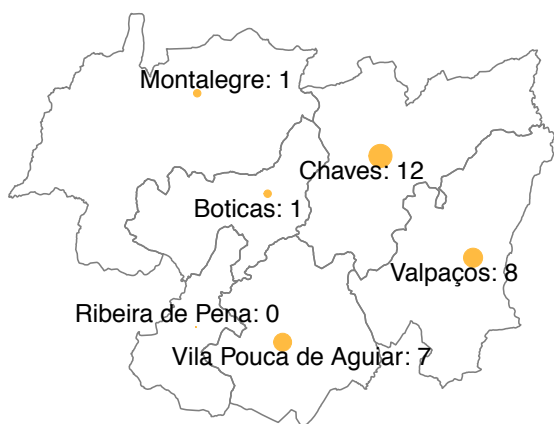 Montalegre: 1
Chaves: 12
Boticas: 1
Valpaços: 8
Ribeira de Pena: 0
Vila Pouca de Aguiar: 7